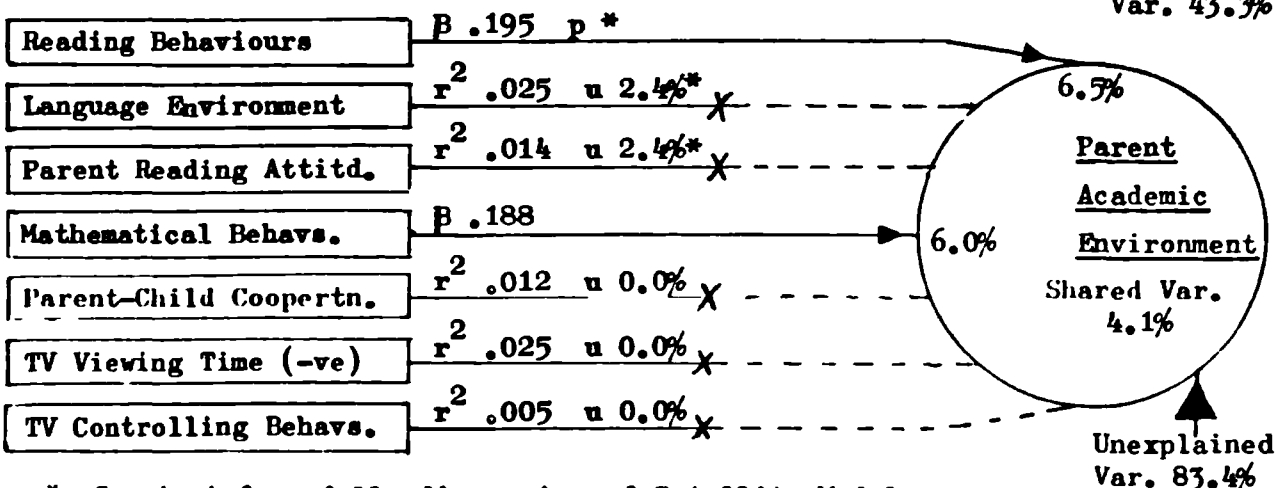 Var. 43.3%
Reading Behaviours β .195 p * 6.5%
Language Environment r² .025 u 2.4%*
Parent Reading Attitd. r² .014 u 2.4%*
Mathematical Behavs. β .188 6.0%
Parent-Child Coopertn. r² .012 u 0.0%
TV Viewing Time (-ve) r² .025 u 0.0%
TV Controlling Behavs. r² .005 u 0.0%
Parent
Academic
Environment
Shared Var.
4.1%
Unexplained
Var. 83.4%